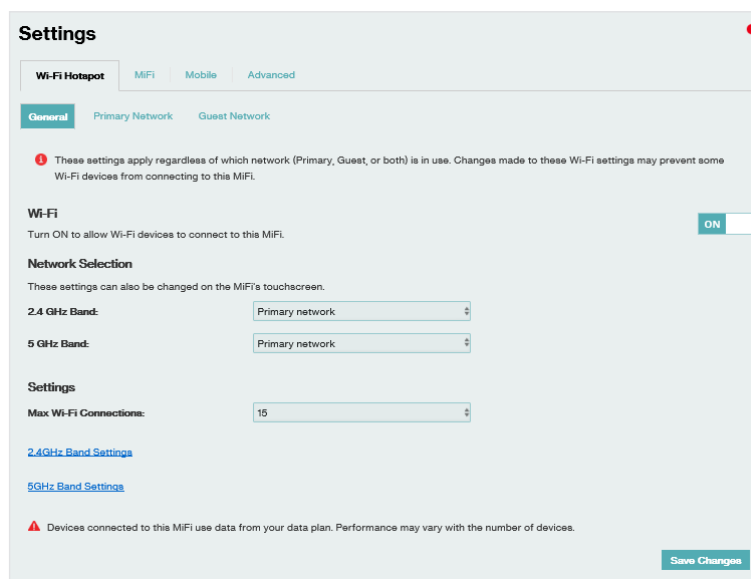 Settings
Wi-Fi Hotspot MiFi Mobile Advanced
General Primary Network Guest Network
These settings apply regardless of which network (Primary, Guest, or both) is in use. Changes made to these Wi-Fi settings may prevent some
Wi-Fi devices from connecting to this MiFi.
Wi-Fi
Turn ON to allow Wi-Fi devices to connect to this MiFi.
ON
Network Selection
These settings can also be changed on the MiFi's touchscreen.
2.4 GHz Band: Primary network
5 GHz Band: Primary network
Settings
Max Wi-Fi Connections: 15
2.4GHz Band Settings
5GHz Band Settings
Devices connected to this MiFi use data from your data plan. Performance may vary with the number of devices.
Save Changes